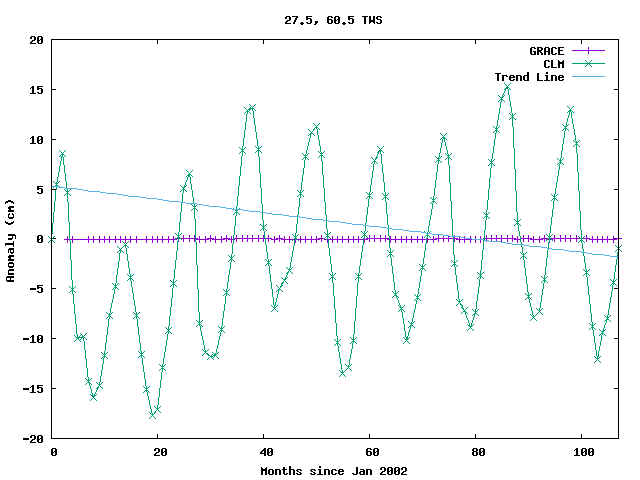 27.5, 60.5 TWS
GRACE
CLM
Trend Line
Anomaly (cm)
20
15
10
5
0
-5
-10
-15
-20
0 20 40 60 80 100
Months since Jan 2002